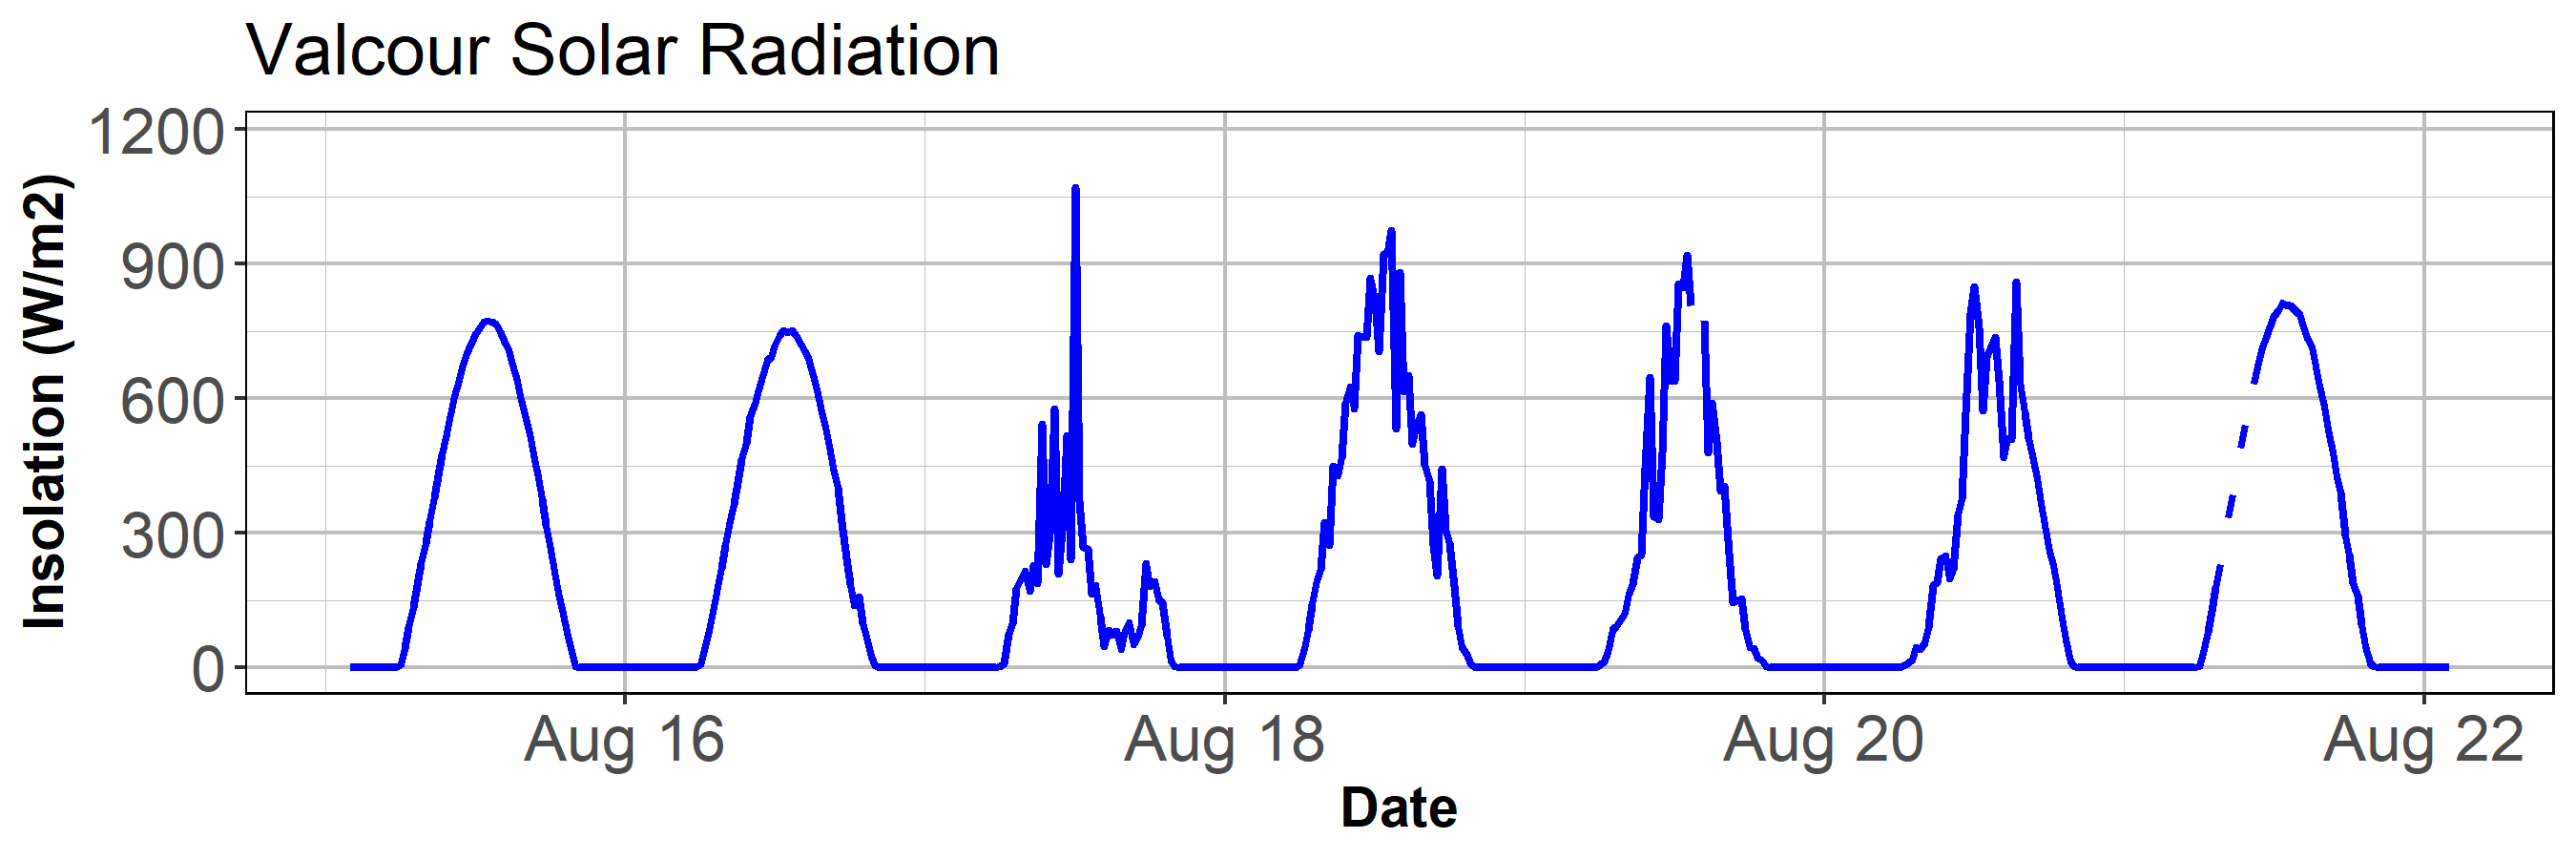 Valcour Solar Radiation
1200
900
600
300
0
Insolation (W/m2)
Aug 16 Aug 18 Aug 20 Aug 22
Date